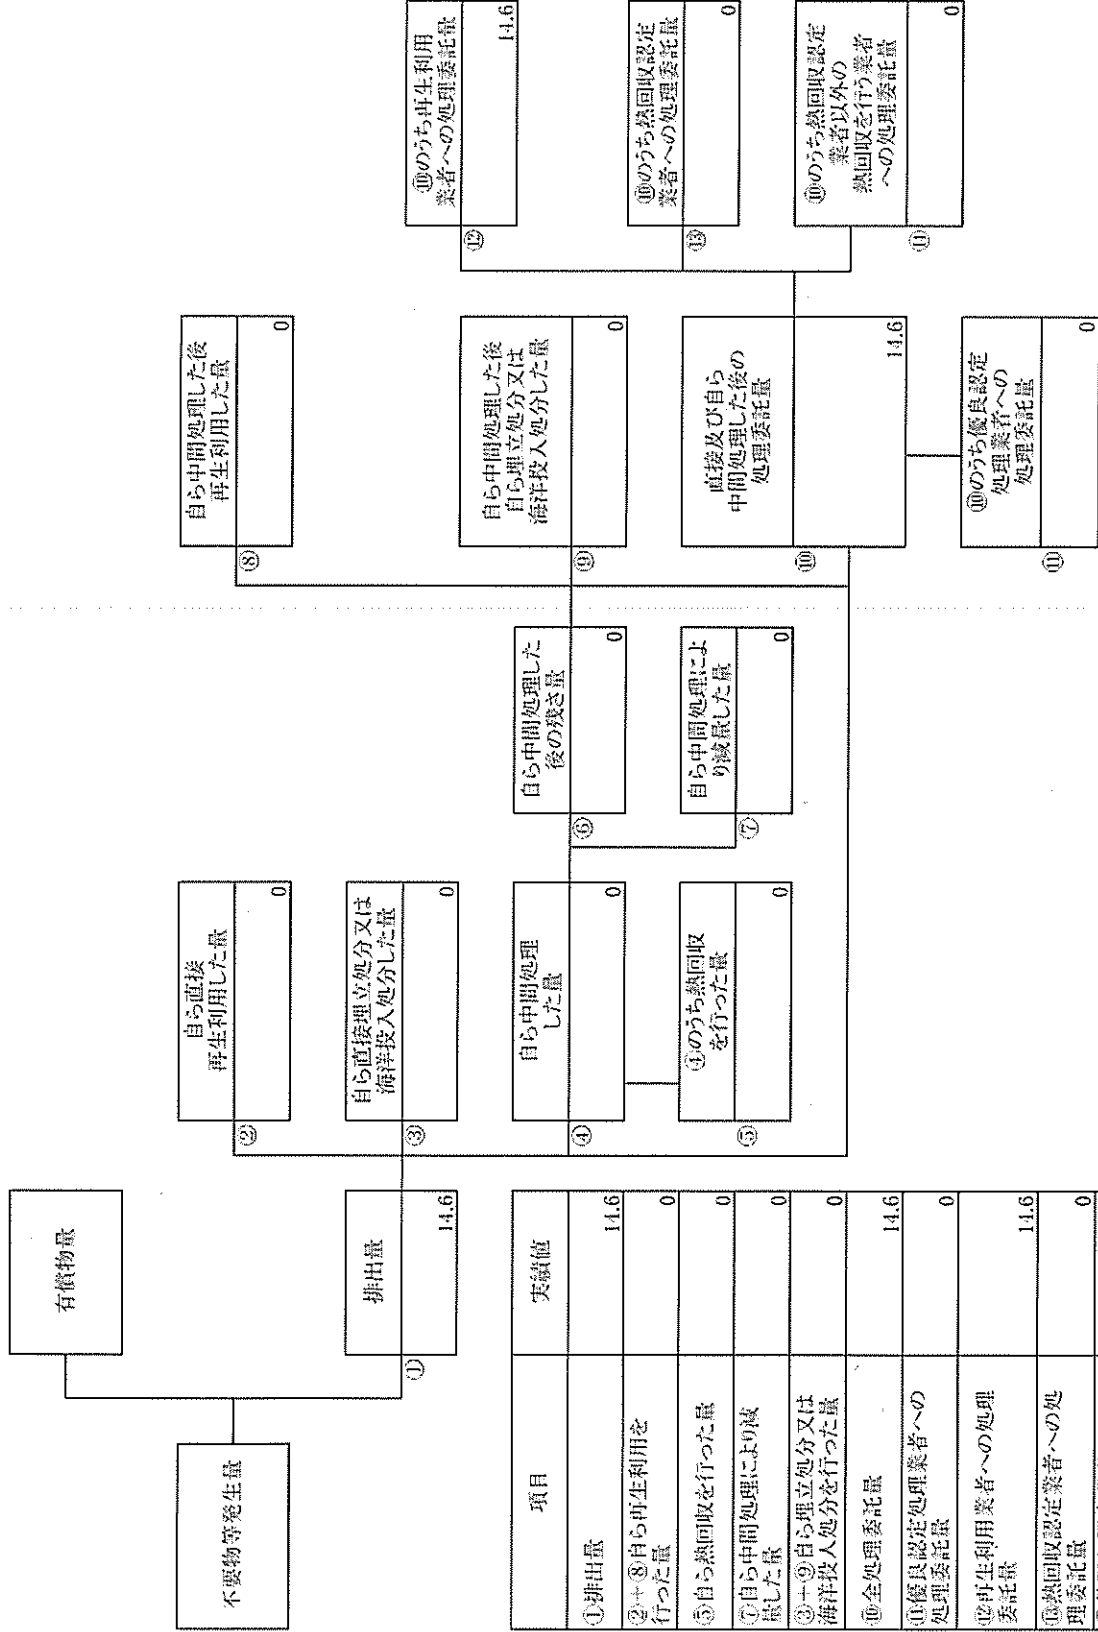 不要物等発生量
有償物量
排出量
①
14.6
自ら直接
再生利用した量
②
0
自ら直接埋立処分又は
海洋投入処分した量
③
0
自ら中間処理
した量
④
0
④のうち熱回収
を行った量
⑤
0
自ら中間処理した
後の残さ量
⑥
0
自ら中間処理によ
り減量した量
⑦
0
自ら中間処理した後
再生利用した量
⑧
0
自ら中間処理した後
自ら埋立処分又は
海洋投入処分した量
⑨
0
直接及び自ら
中間処理した後の
処理委託量
⑩
14.6
⑩のうち優良認定
処理業者への
処理委託量
⑪
0
⑩のうち再生利用
業者への処理委託量
⑫
14.6
⑩のうち熱回収認定
業者への処理委託量
⑬
0
⑩のうち熱回収認定
業者以外の
熱回収を行う業者
への処理委託量
0
項目
実績値
①排出量
14.6
②+⑧自ら再生利用を
行った量
0
⑤自ら熱回収を行った量
0
⑦自ら中間処理により減
量した量
0
③+⑨自ら埋立処分又は
海洋投入処分を行った量
0
⑩全処理委託量
14.6
⑪優良認定処理業者への
処理委託量
0
⑫再生利用業者への処理
委託量
14.6
⑬熱回収認定業者への処
理委託量
0